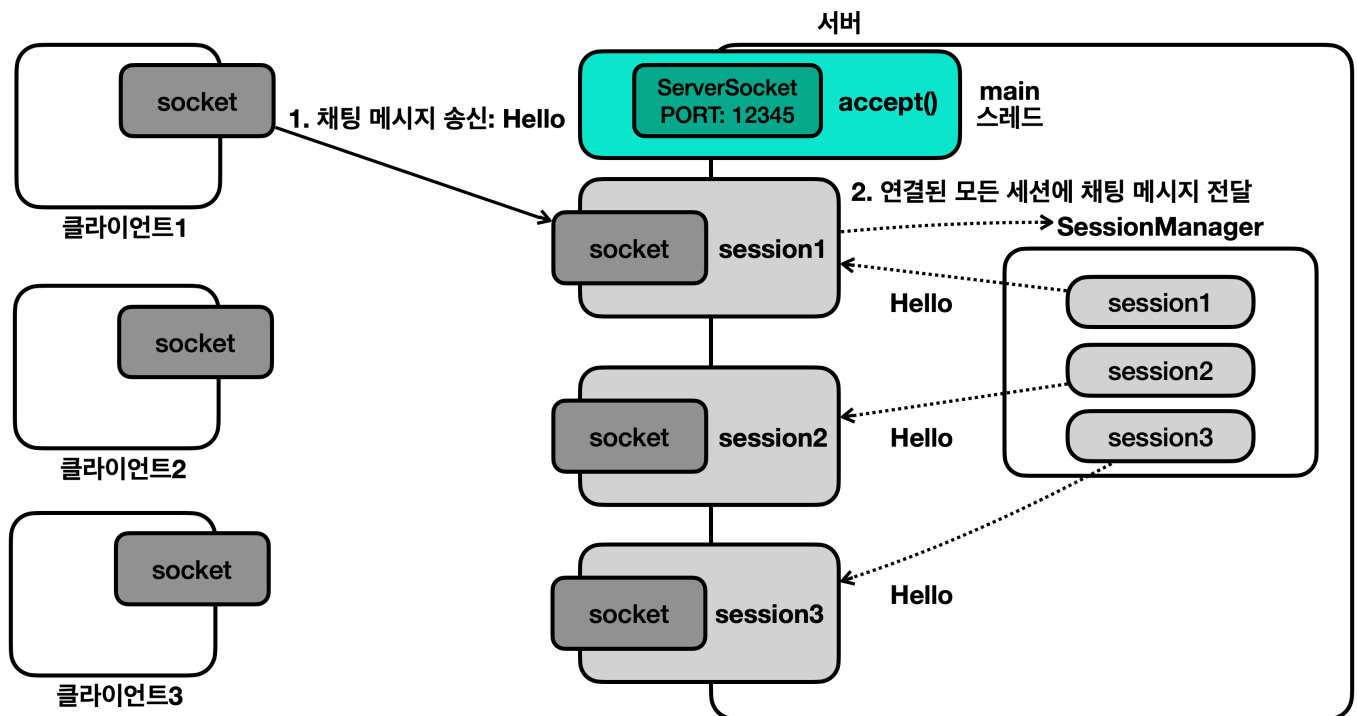 서버
socket
클라이언트1
1. 채팅 메시지 송신: Hello
ServerSocket
PORT: 12345
accept()
main
스레드
socket
session1
2. 연결된 모든 세션에 채팅 메시지 전달
SessionManager
session1
session2
session3
Hello
socket
클라이언트2
socket
session2
Hello
socket
클라이언트3
socket
session3
Hello